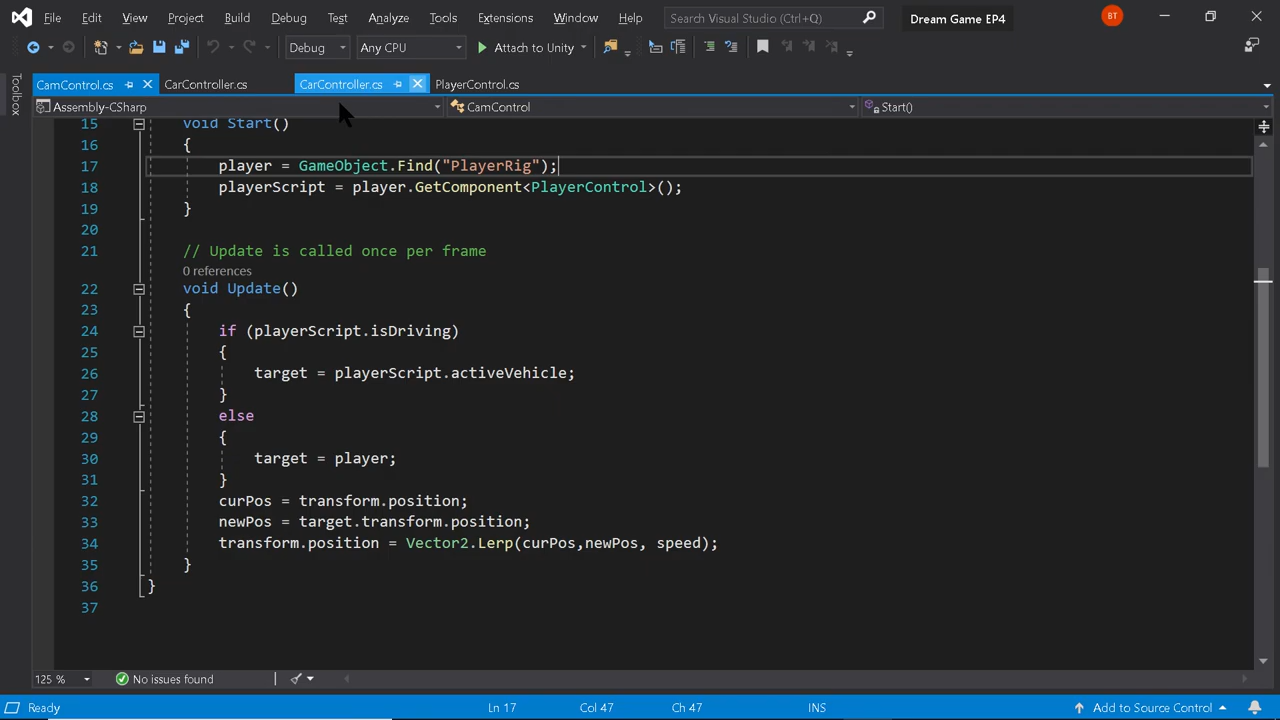 File Edit View Project Build Debug Test Analyze Tools Extensions Window Help Search Visual Studio (Ctrl+Q) Dream Game EP4 BT
Debug Any CPU Attach to Unity
CamControl.cs CarController.cs CarController.cs PlayerControl.cs
Toolbox
Assembly-CSharp CamControl Start()
15 void Start()
16 {
17 player = GameObject.Find("PlayerRig");
18 playerScript = player.GetComponent<PlayerControl>();
19 }
20
21 // Update is called once per frame
0 references
22 void Update()
23 {
24 if (playerScript.isDriving)
25 {
26 target = playerScript.activeVehicle;
27 }
28 else
29 {
30 target = player;
31 }
32 curPos = transform.position;
33 newPos = target.transform.position;
34 transform.position = Vector2.Lerp(curPos,newPos, speed);
35 }
36 }
37
125 % No issues found
Ready Ln 17 Col 47 Ch 47 INS Add to Source Control